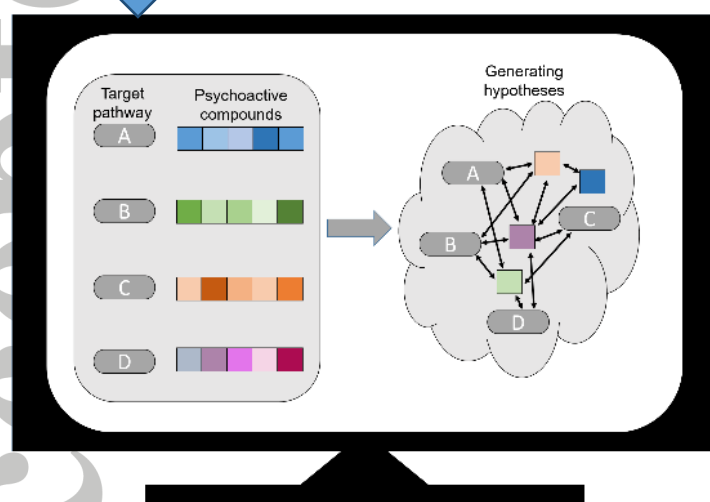 Target
pathway
Psychoactive
compounds
A
B
C
D
Generating
hypotheses
A
C
B
D